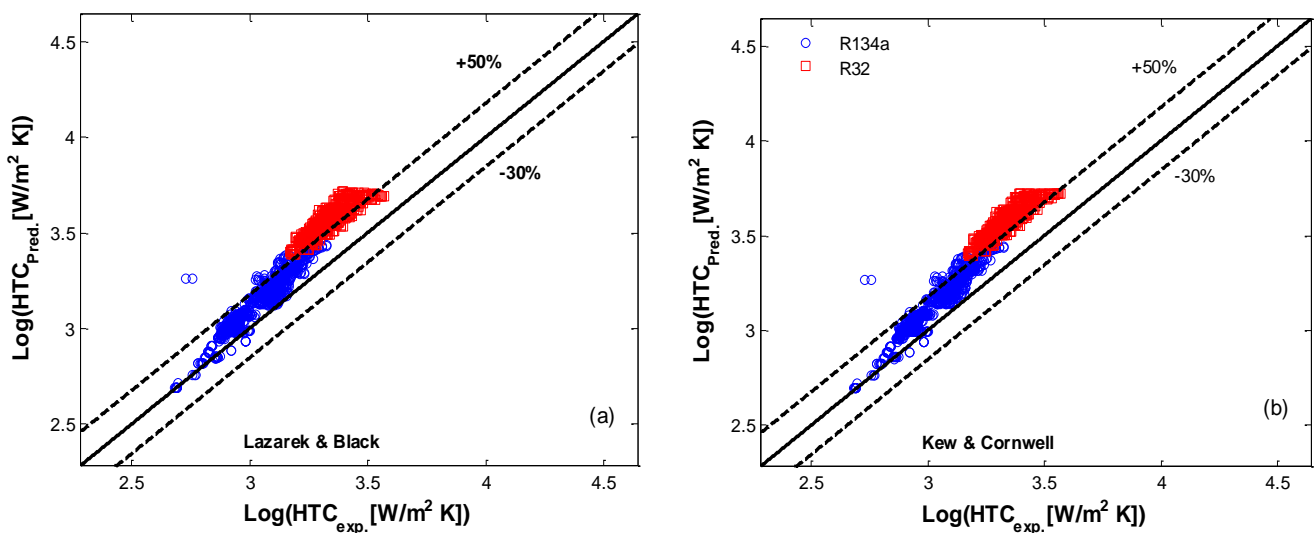 4.5
4
3.5
3
2.5
Log(HTC_Pred. [W/m² K])
+50%
-30%
(a)
Lazarek & Black
2.5 3 3.5 4 4.5
Log(HTC_exp. [W/m² K])
4.5
4
3.5
3
2.5
Log(HTC_Pred. [W/m² K])
R134a
R32
+50%
-30%
(b)
Kew & Cornwell
2.5 3 3.5 4 4.5
Log(HTC_exp. [W/m² K])